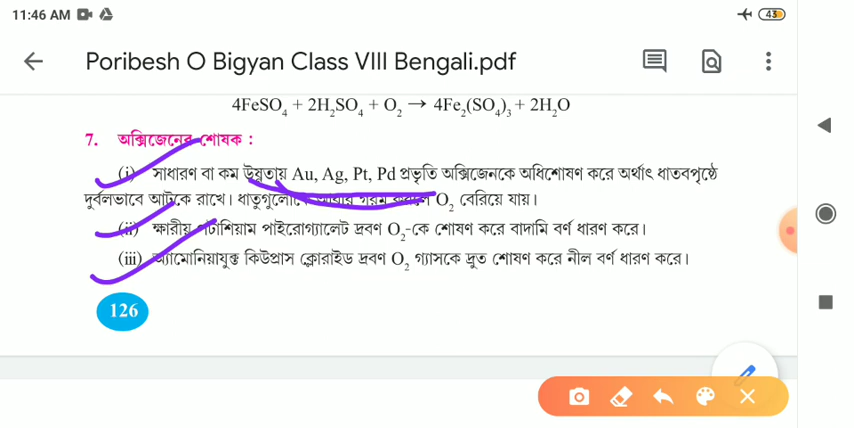 11:46 AM
43
Poribesh O Bigyan Class VIII Bengali.pdf
4FeSO₄ + 2H₂SO₄ + O₂ → 4Fe₂(SO₄)₃ + 2H₂O
7. অক্সিজেনের শোষক :
(i) সাধারণ বা কম উষ্ণতায় Au, Ag, Pt, Pd প্রভৃতি অক্সিজেনকে অধিশোষণ করে অর্থাৎ ধাতবপৃষ্ঠে
দুর্বলভাবে আটকে রাখে। ধাতুগুলোকে আবার গরম করলে O₂ বেরিয়ে যায়।
(ii) ক্ষারীয় পটাশিয়াম পাইরোগ্যালেট দ্রবণ O₂-কে শোষণ করে বাদামি বর্ণ ধারণ করে।
(iii) অ্যামোনিয়াযুক্ত কিউপ্রাস ক্লোরাইড দ্রবণ O₂ গ্যাসকে দ্রুত শোষণ করে নীল বর্ণ ধারণ করে।
126